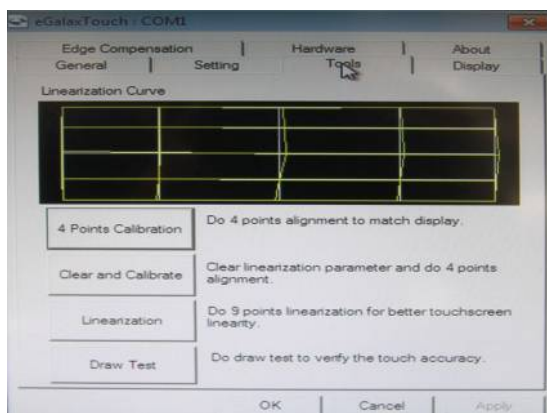 eGalaxTouch : COM1
Edge Compensation Hardware About
General Setting Tools Display
Linearization Curve
4 Points Calibration Do 4 points alignment to match display.
Clear and Calibrate Clear linearization parameter and do 4 points
alignment.
Linearization Do 9 points linearization for better touchscreen
linearity.
Draw Test Do draw test to verify the touch accuracy.
OK Cancel Apply